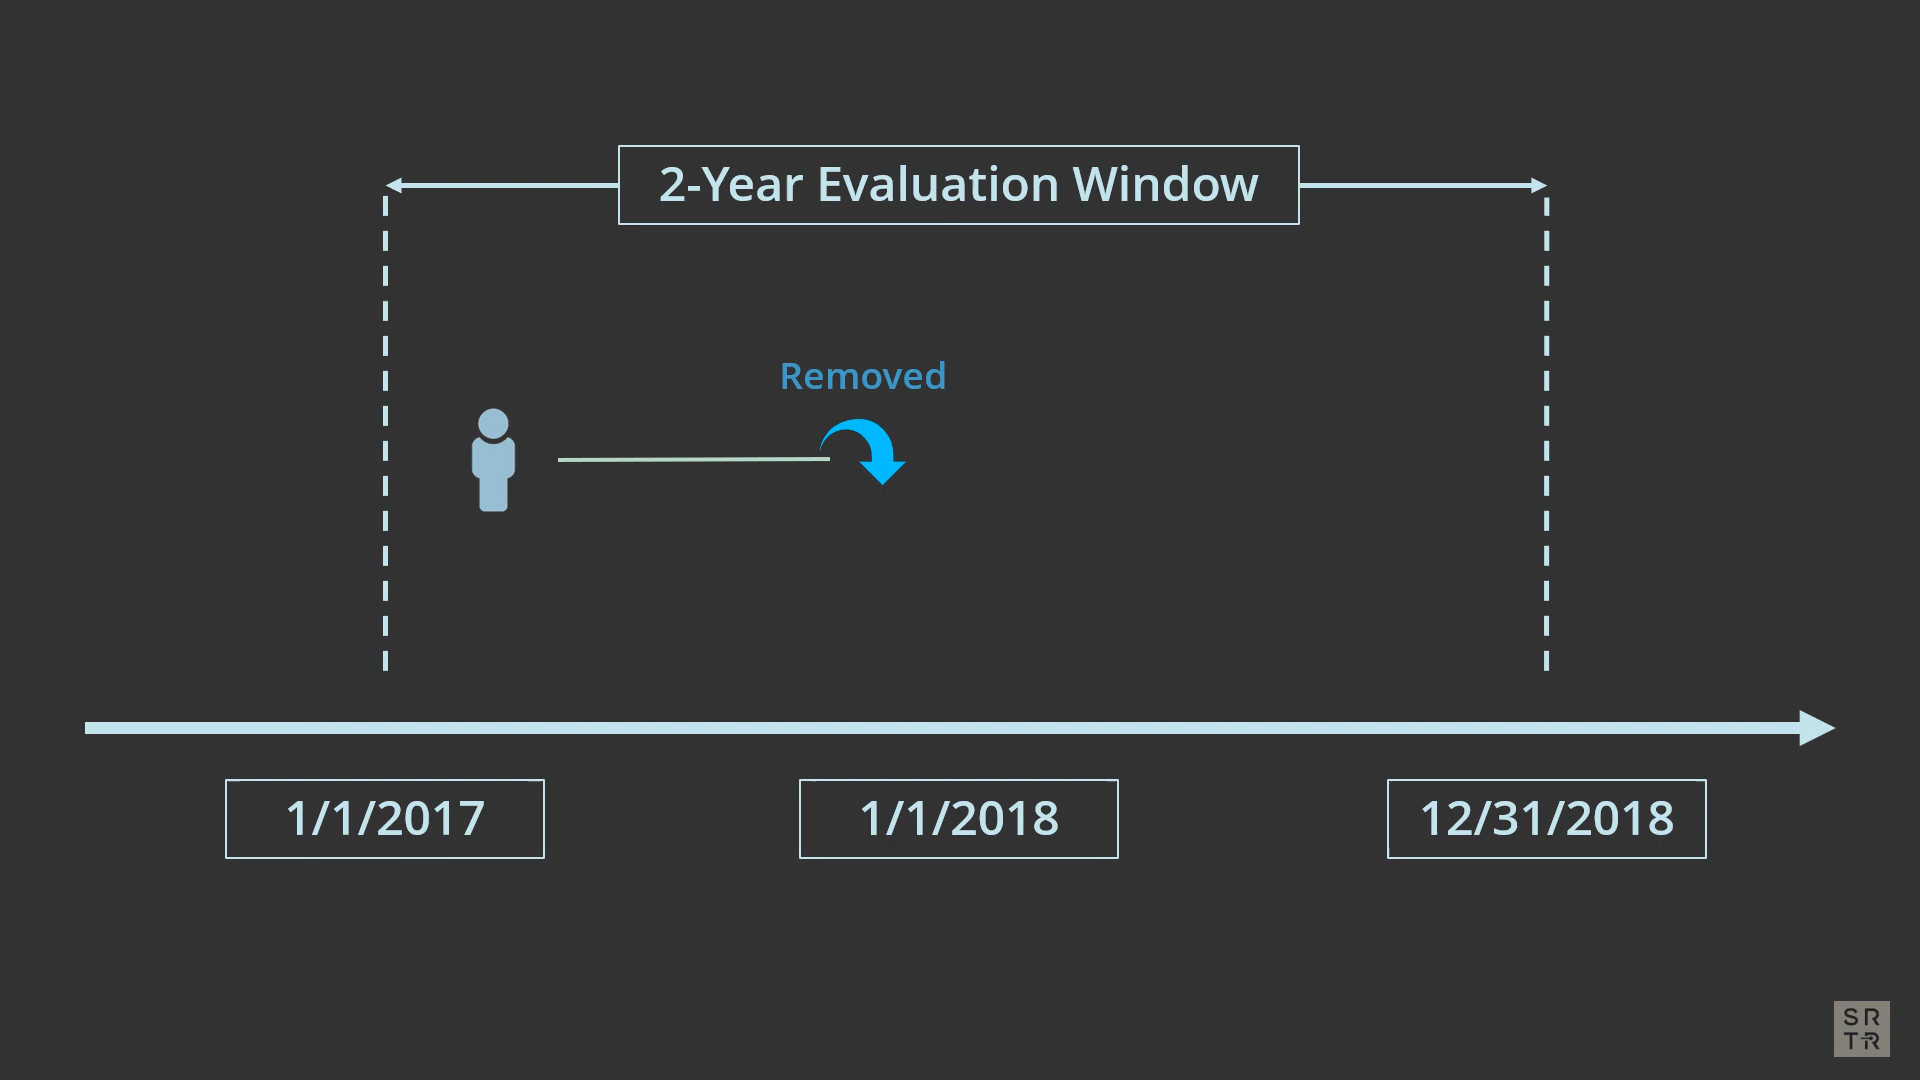 2-Year Evaluation Window
Removed
1/1/2017
1/1/2018
12/31/2018
SR
TR